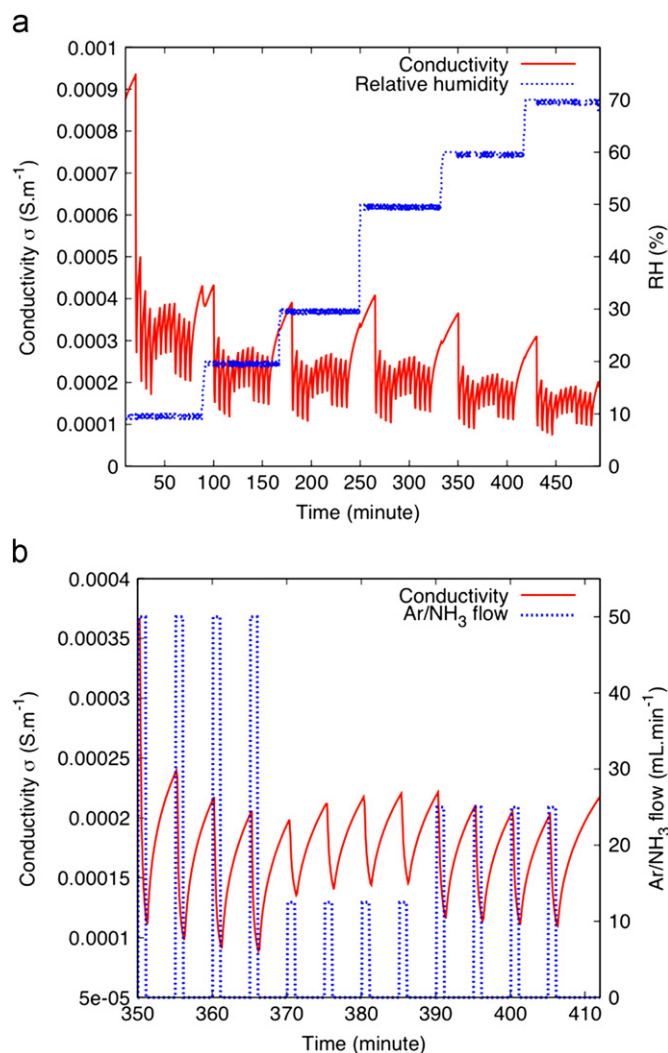 a
Conductivity
Relative humidity
Conductivity σ (S.m⁻¹)
0.001
0.0009
0.0008
0.0007
0.0006
0.0005
0.0004
0.0003
0.0002
0.0001
0
70
60
50
40
30
20
10
0
RH (%)
50 100 150 200 250 300 350 400 450
Time (minute)
b
Conductivity
Ar/NH₃ flow
Conductivity σ (S.m⁻¹)
0.0004
0.00035
0.0003
0.00025
0.0002
0.00015
0.0001
5e-05
50
40
30
20
10
0
Ar/NH₃ flow (mL.min⁻¹)
350 360 370 380 390 400 410
Time (minute)